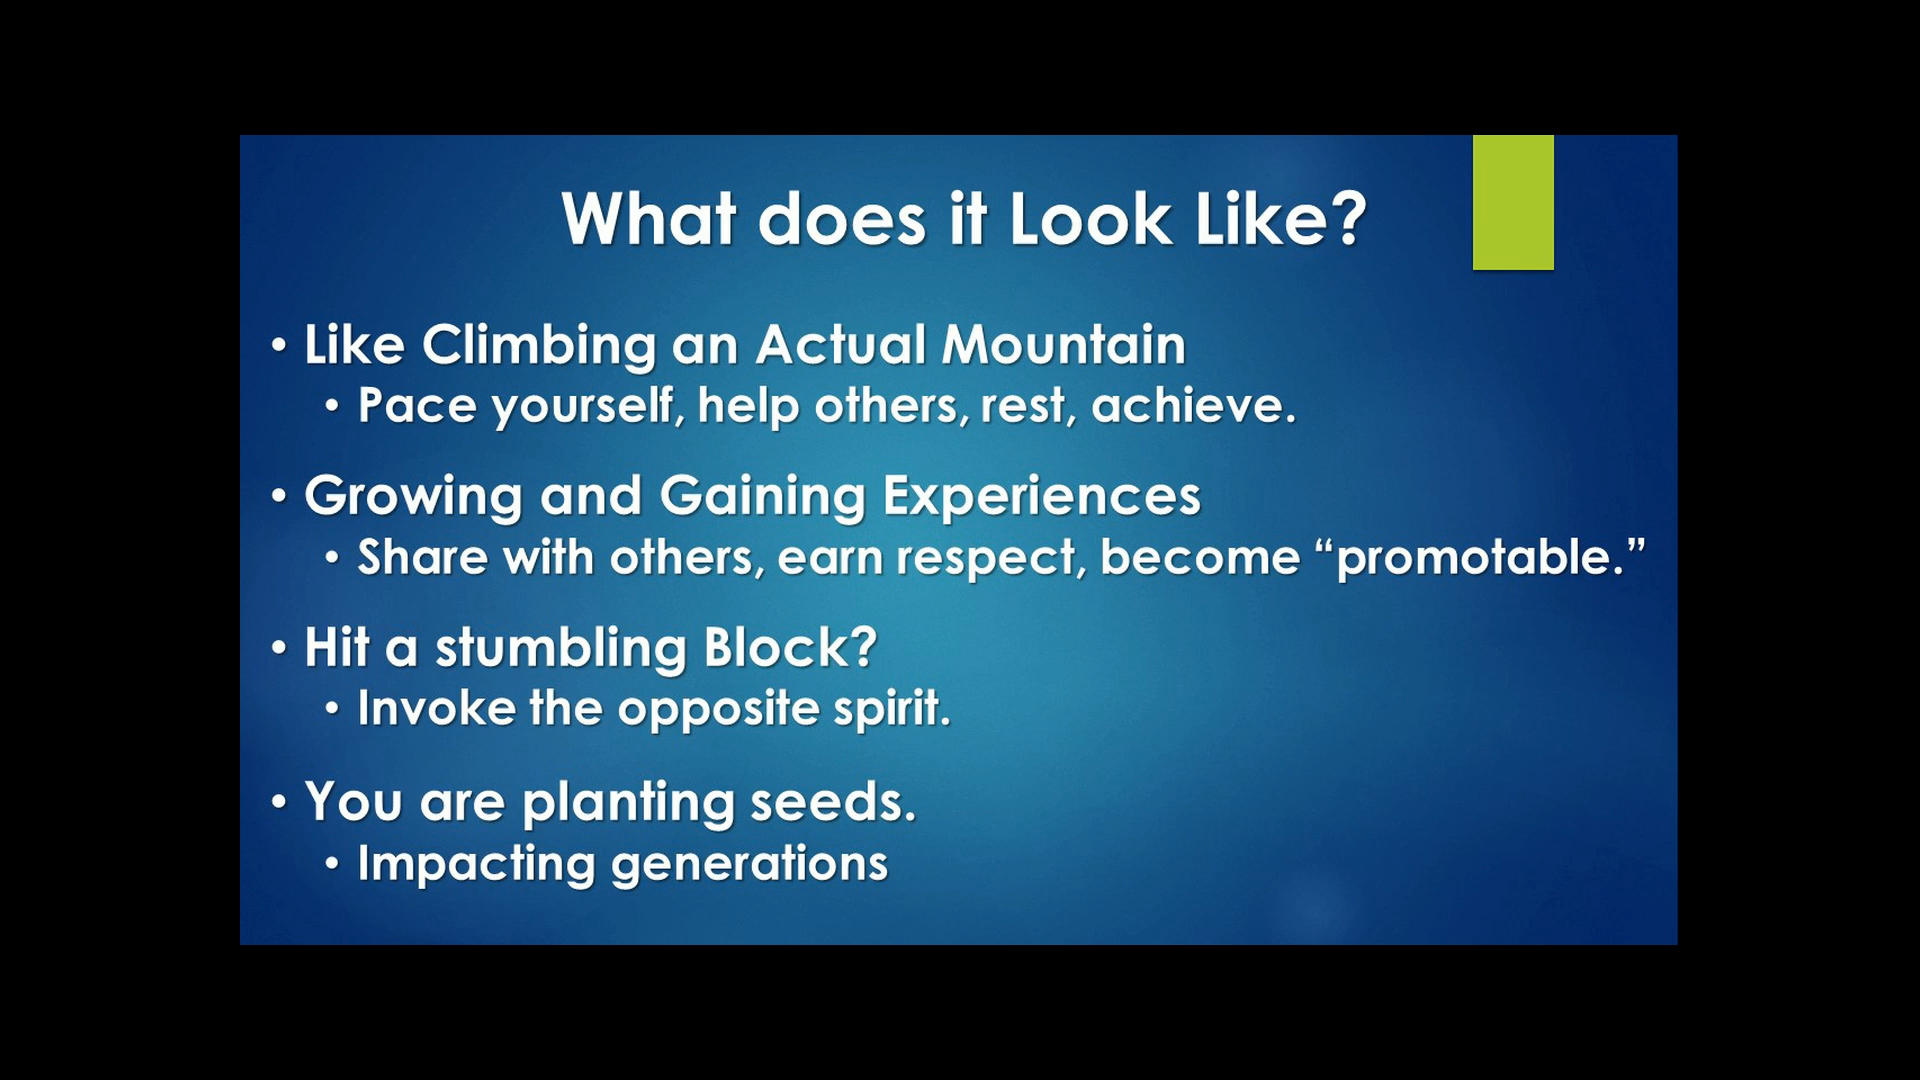 What does it Look Like?
• Like Climbing an Actual Mountain
• Pace yourself, help others, rest, achieve.
• Growing and Gaining Experiences
• Share with others, earn respect, become “promotable.”
• Hit a stumbling Block?
• Invoke the opposite spirit.
• You are planting seeds.
• Impacting generations